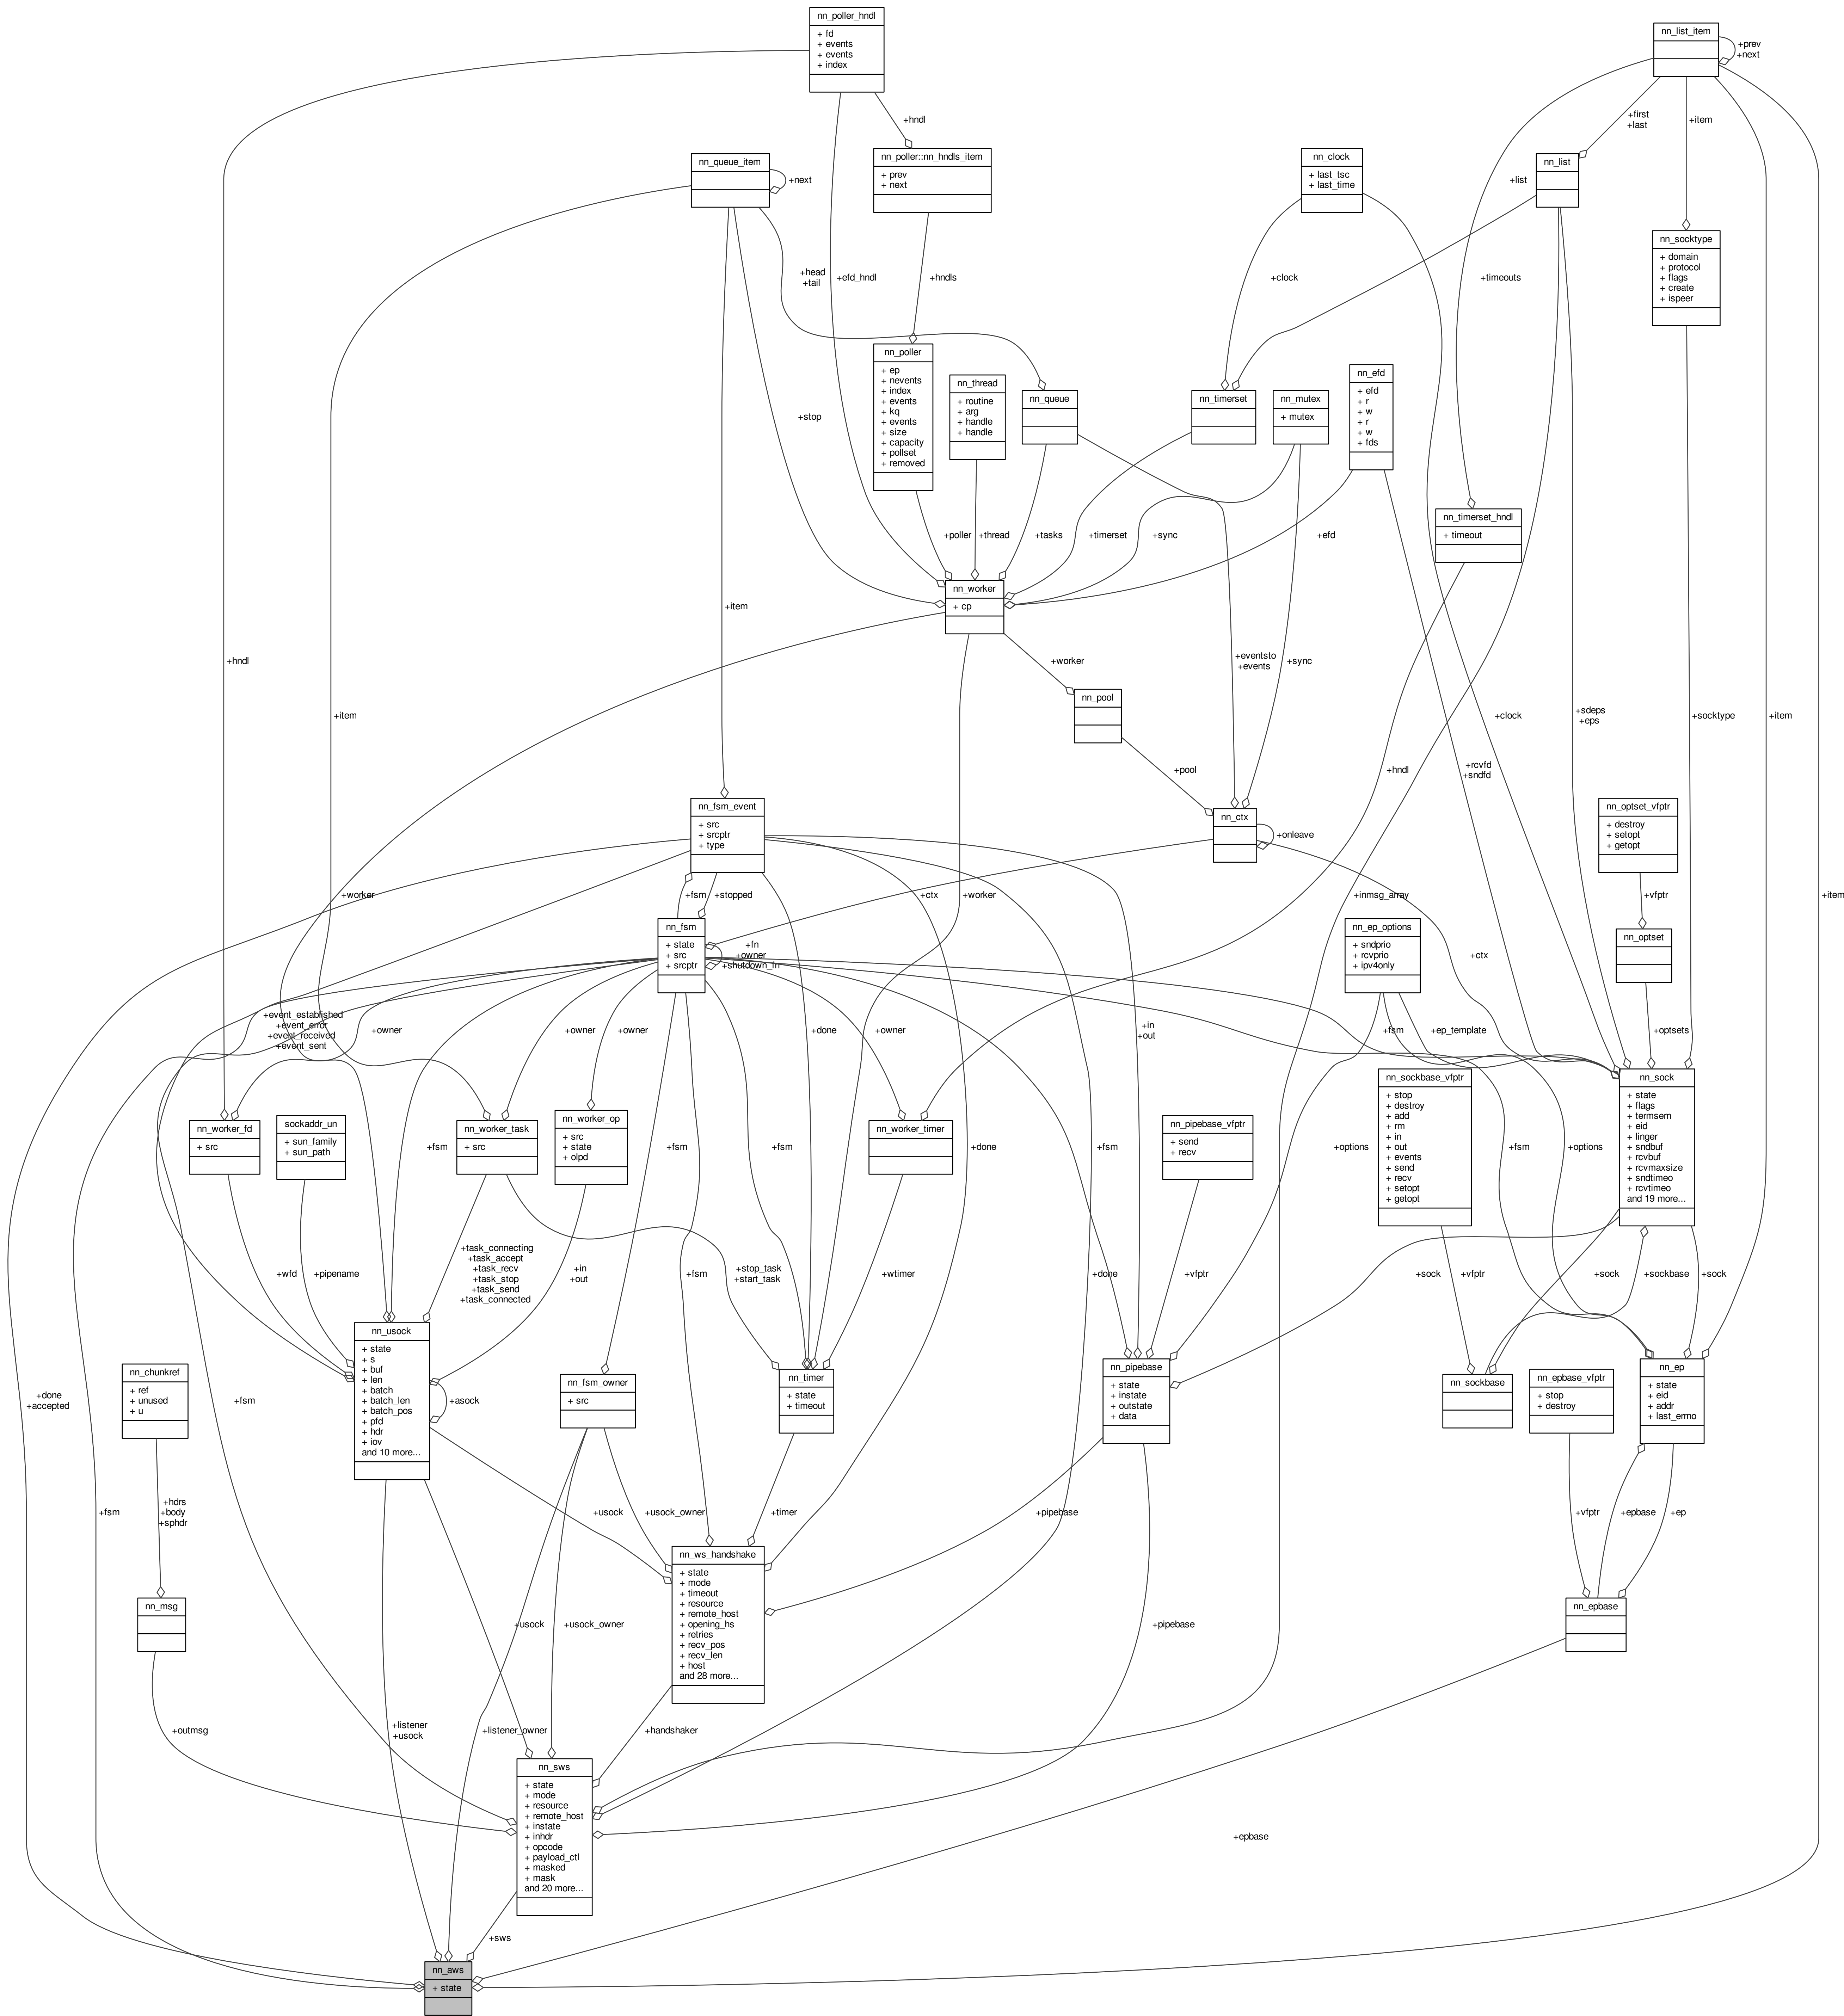 nn_poller_hndl
+ fd
+ events
+ events
+ index
nn_list_item
+prev
+next
+hndl
+first
+last
+item
nn_queue_item
+next
nn_poller::nn_hndls_item
+ prev
+ next
nn_clock
+ last_tsc
+ last_time
nn_list
+list
nn_socktype
+ domain
+ protocol
+ flags
+ create
+ ispeer
+head
+tail
+efd_hndl
+hndls
+clock
+timeouts
nn_poller
+ ep
+ nevents
+ index
+ events
+ kq
+ events
+ size
+ capacity
+ pollset
+ removed
nn_thread
+ routine
+ arg
+ handle
+ handle
nn_queue
nn_timerset
nn_mutex
+ mutex
nn_efd
+ efd
+ r
+ w
+ r
+ w
+ fds
+stop
nn_timerset_hndl
+ timeout
+poller
+thread
+tasks
+timerset
+sync
+efd
nn_worker
+ cp
+item
+hndl
+worker
+eventsto
+events
+sync
nn_pool
+item
+clock
+sdeps
+eps
+socktype
+item
+pool
+hndl
+rcvfd
+sndfd
nn_fsm_event
+ src
+ srcptr
+ type
nn_ctx
+onleave
nn_optset_vfptr
+ destroy
+ setopt
+ getopt
+worker
+fsm
+stopped
+ctx
+worker
+inmsg_array
+vfptr
+item
nn_fsm
+ state
+ src
+ srcptr
+fn
+owner
+shutdown_fn
nn_ep_options
+ sndprio
+ rcvprio
+ ipv4only
nn_optset
+ctx
+event_established
+event_error
+event_received
+event_sent
+owner
+owner
+owner
+done
+owner
+in
+out
+fsm
+ep_template
+optsets
nn_worker_fd
+ src
sockaddr_un
+ sun_family
+ sun_path
+fsm
nn_worker_task
+ src
nn_worker_op
+ src
+ state
+ olpd
+fsm
+fsm
nn_worker_timer
+done
+fsm
nn_pipebase_vfptr
+ send
+ recv
+options
nn_sockbase_vfptr
+ stop
+ destroy
+ add
+ rm
+ in
+ out
+ events
+ send
+ recv
+ setopt
+ getopt
+fsm
+options
nn_sock
+ state
+ flags
+ termsem
+ eid
+ linger
+ sndbuf
+ rcvbuf
+ rcvmaxsize
+ sndtimeo
+ rcvtimeo
and 19 more...
+wfd
+pipename
+task_connecting
+task_accept
+task_recv
+task_stop
+task_send
+task_connected
+in
+out
+fsm
+stop_task
+start_task
+wtimer
+done
+vfptr
+sock
+vfptr
+sock
+sockbase
+sock
nn_usock
+ state
+ s
+ buf
+ len
+ batch
+ batch_len
+ batch_pos
+ pfd
+ hdr
+ iov
and 10 more...
+asock
nn_chunkref
+ ref
+ unused
+ u
nn_fsm_owner
+ src
nn_timer
+ state
+ timeout
nn_pipebase
+ state
+ instate
+ outstate
+ data
nn_sockbase
nn_epbase_vfptr
+ stop
+ destroy
nn_ep
+ state
+ eid
+ addr
+ last_errno
+done
+accepted
+fsm
+fsm
+hdrs
+body
+sphdr
+usock
+usock_owner
+timer
+pipebase
+vfptr
+epbase
+ep
nn_ws_handshake
+ state
+ mode
+ timeout
+ resource
+ remote_host
+ opening_hs
+ retries
+ recv_pos
+ recv_len
+ host
and 28 more...
nn_msg
nn_epbase
+usock
+usock_owner
+pipebase
+outmsg
+listener
+usock
+listener_owner
+handshaker
nn_sws
+ state
+ mode
+ resource
+ remote_host
+ instate
+ inhdr
+ opcode
+ payload_ctl
+ masked
+ mask
and 20 more...
+epbase
+sws
nn_aws
+ state